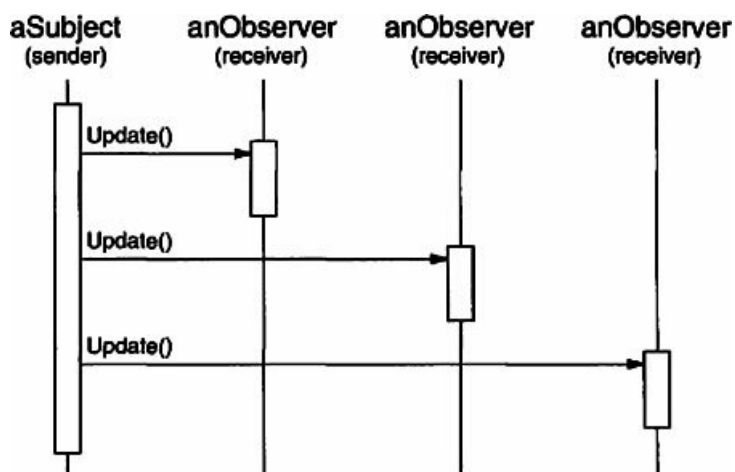 aSubject anObserver anObserver anObserver
(sender) (receiver) (receiver) (receiver)
Update()
Update()
Update()